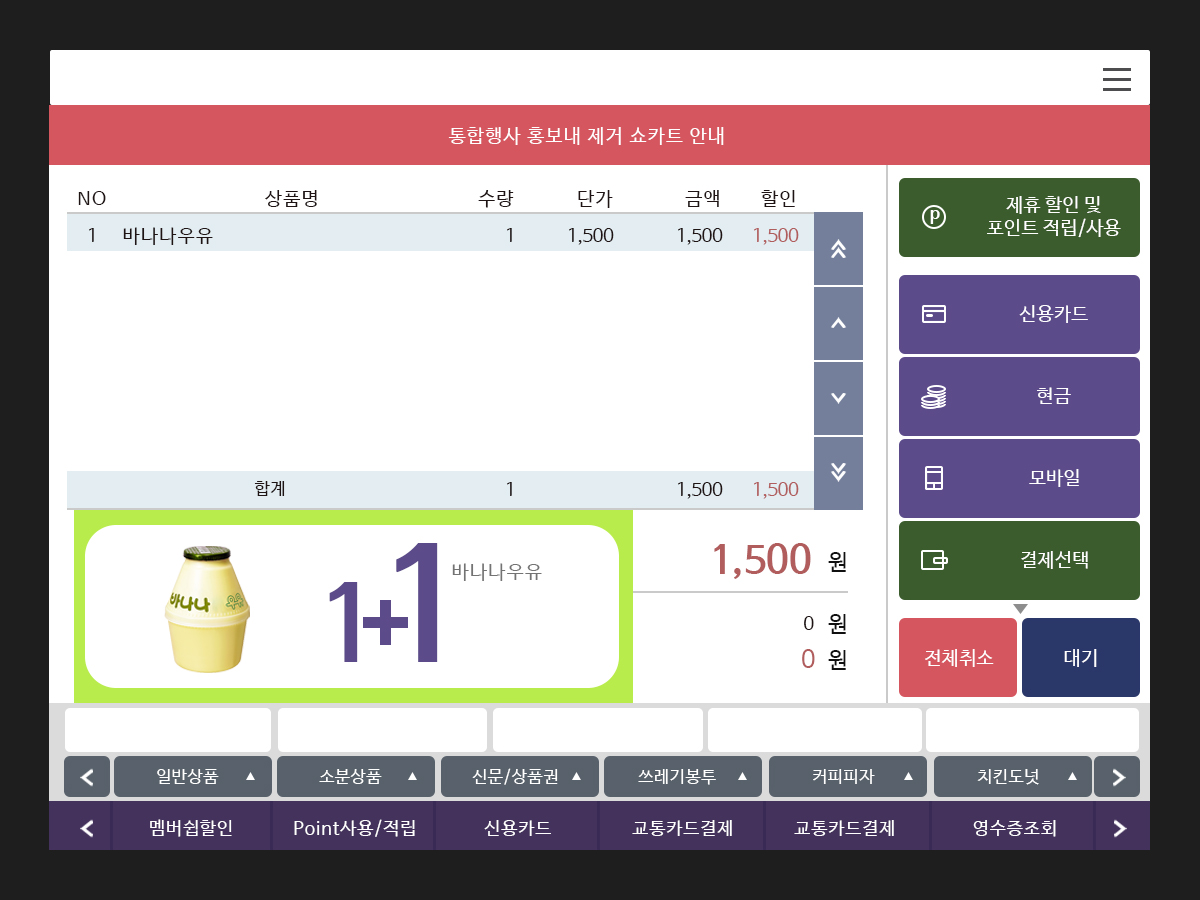 통합행사 홍보내 제거 쇼카트 안내
NO 상품명 수량 단가 금액 할인
1 바나나우유 1 1,500 1,500 1,500
합계 1 1,500 1,500
바나나 우유
1+1
바나나우유
1,500 원
0 원
0 원
P
제휴 할인 및
포인트 적립/사용
신용카드
현금
모바일
결제선택
전체취소 대기
일반상품 ▲ 소분상품 ▲ 신문/상품권 ▲ 쓰레기봉투 ▲ 커피피자 ▲ 치킨도넛 ▲
멤버쉽할인 Point사용/적립 신용카드 교통카드결제 교통카드결제 영수증조회